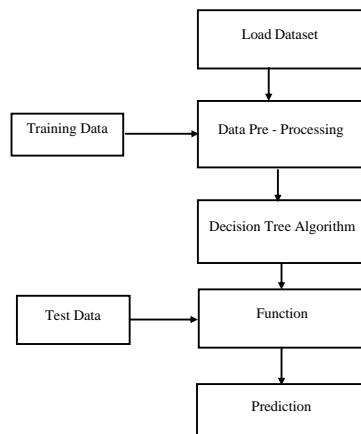 Load Dataset
Training Data
Data Pre - Processing
Decision Tree Algorithm
Test Data
Function
Prediction